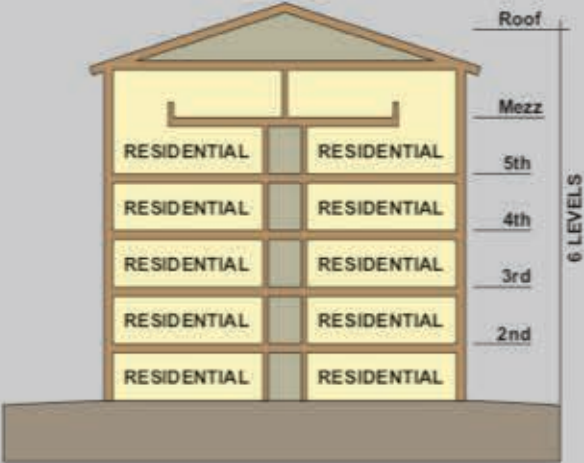 Roof
Mezz
RESIDENTIAL RESIDENTIAL
5th
RESIDENTIAL RESIDENTIAL
4th
RESIDENTIAL RESIDENTIAL
3rd
RESIDENTIAL RESIDENTIAL
2nd
RESIDENTIAL RESIDENTIAL
6 LEVELS